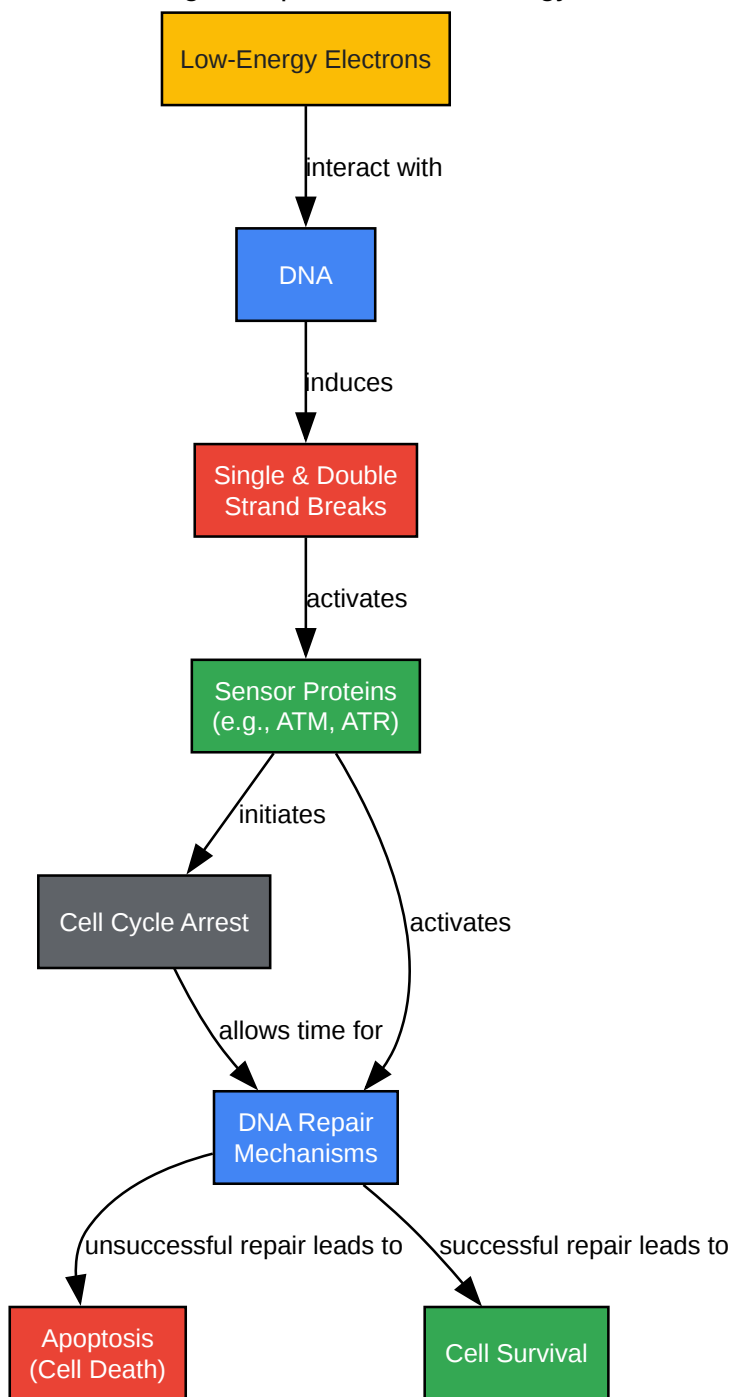 Low-Energy Electrons
interact with
DNA
induces
Single & Double
Strand Breaks
activates
Sensor Proteins
(e.g., ATM, ATR)
initiates
Cell Cycle Arrest
activates
allows time for
DNA Repair
Mechanisms
unsuccessful repair leads to
successful repair leads to
Apoptosis
(Cell Death)
Cell Survival